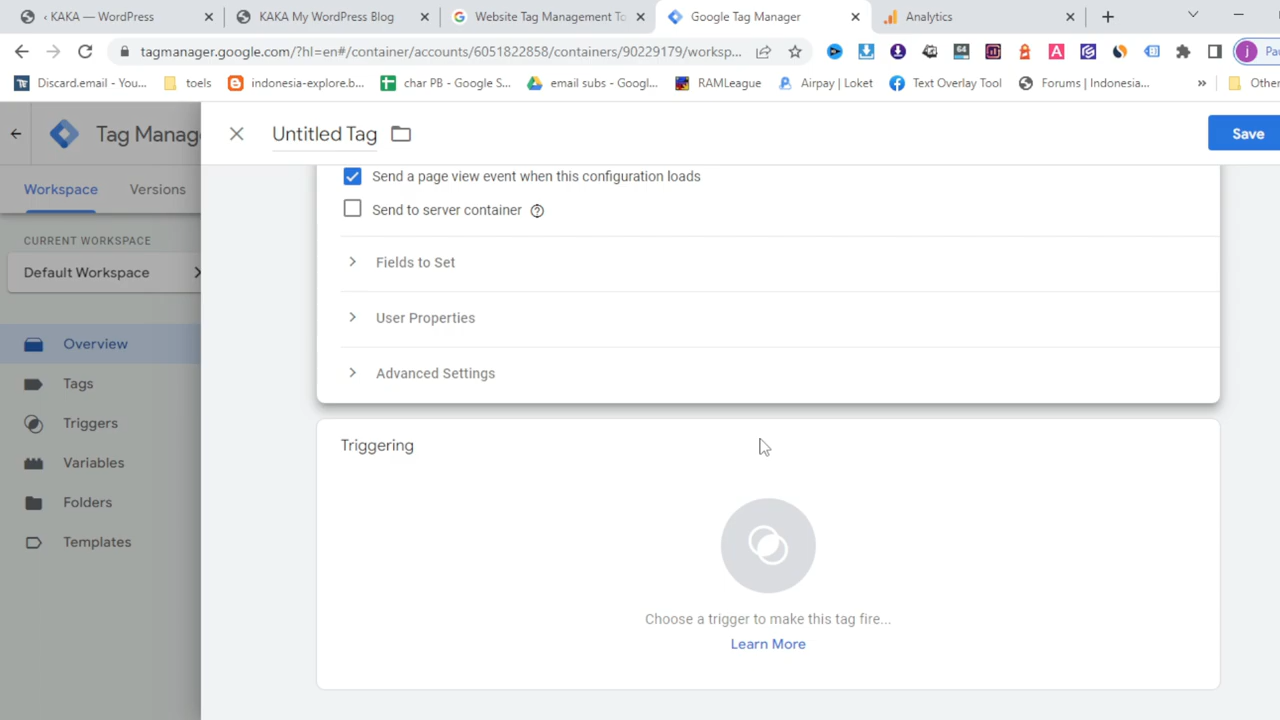 ‹ KAKA — WordPress
KAKA My WordPress Blog
Website Tag Management To
Google Tag Manager
Analytics
tagmanager.google.com/?hl=en#/container/accounts/6051822858/containers/90229179/worksp...
64
A
j
Pau
TE
Discard.email - You...
toels
indonesia-explore.b...
char PB - Google S...
email subs - Googl...
RAMLeague
Airpay | Loket
Text Overlay Tool
Forums | Indonesia...
»
Other
Tag Manag
Untitled Tag
Save
Workspace
Versions
Send a page view event when this configuration loads
Send to server container
CURRENT WORKSPACE
Default Workspace
Fields to Set
User Properties
Advanced Settings
Overview
Tags
Triggers
Variables
Folders
Templates
Triggering
Choose a trigger to make this tag fire...
Learn More